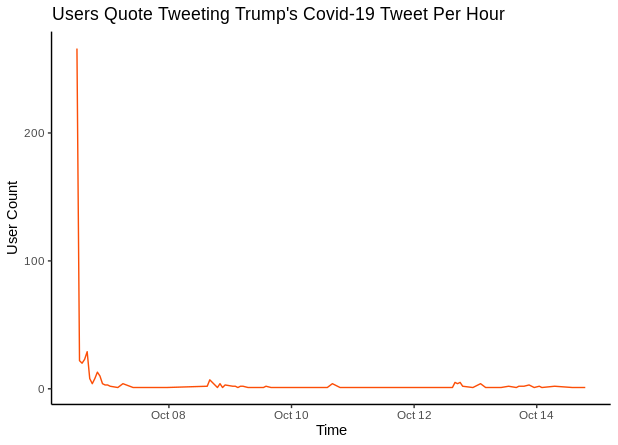 Users Quote Tweeting Trump's Covid-19 Tweet Per Hour
User Count
200
100
0
Oct 08 Oct 10 Oct 12 Oct 14
Time